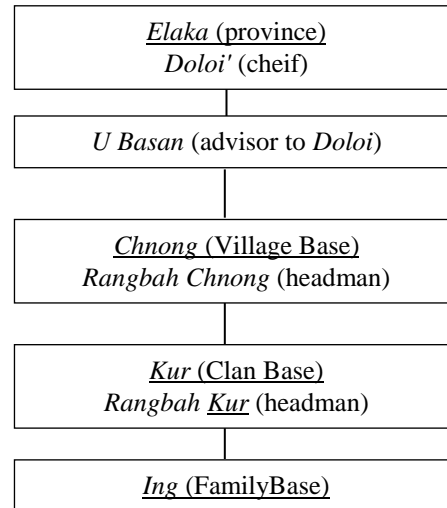 Elaka (province)
Doloi' (cheif)
U Basan (advisor to Doloi)
Chnong (Village Base)
Rangbah Chnong (headman)
Kur (Clan Base)
Rangbah Kur (headman)
Ing (FamilyBase)